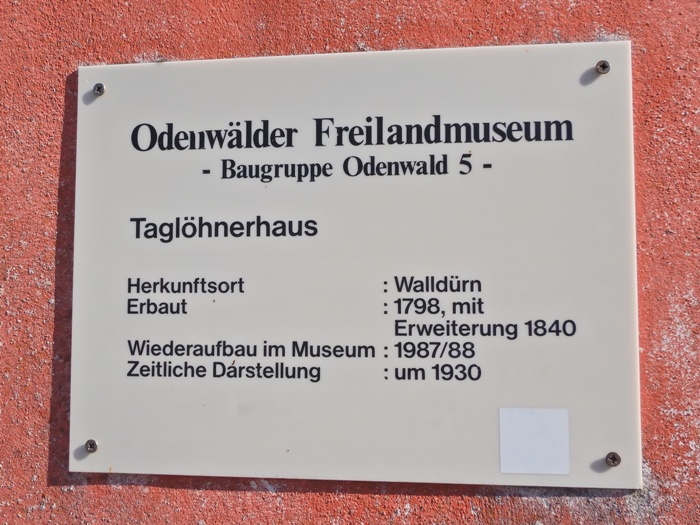 Odenwälder Freilandmuseum
- Baugruppe Odenwald 5 -
Taglöhnerhaus
Herkunftsort : Walldürn
Erbaut : 1798, mit
Erweiterung 1840
Wiederaufbau im Museum : 1987/88
Zeitliche Darstellung : um 1930